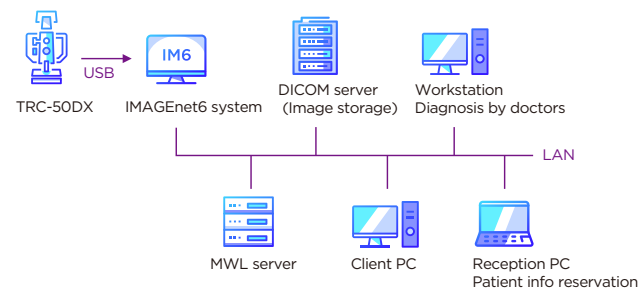 IM6
USB
TRC-50DX
IMAGEnet6 system
DICOM server
(Image storage)
Workstation
Diagnosis by doctors
LAN
MWL server
Client PC
Reception PC
Patient info reservation